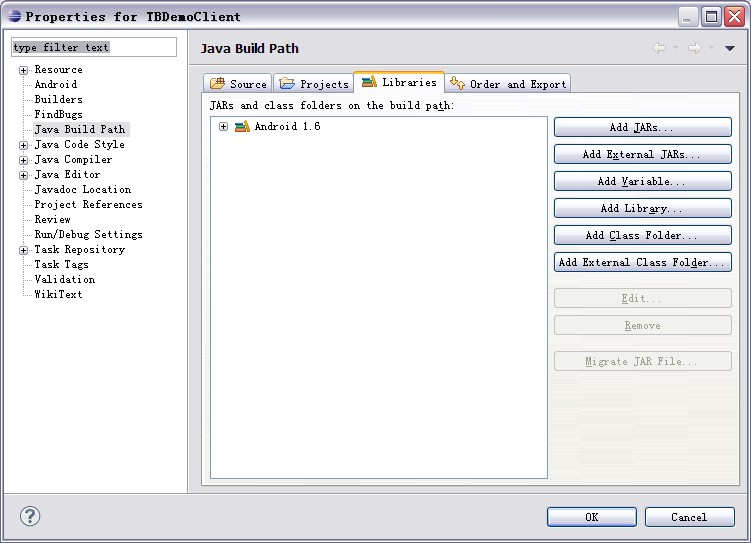 Properties for TBDemoClient
type filter text
Resource
Android
Builders
FindBugs
Java Build Path
Java Code Style
Java Compiler
Java Editor
Javadoc Location
Project References
Review
Run/Debug Settings
Task Repository
Task Tags
Validation
WikiText
Java Build Path
Source Projects Libraries Order and Export
JARs and class folders on the build path:
Android 1.6
Add JARs...
Add External JARs...
Add Variable...
Add Library...
Add Class Folder...
Add External Class Folder...
Edit...
Remove
Migrate JAR File...
OK Cancel